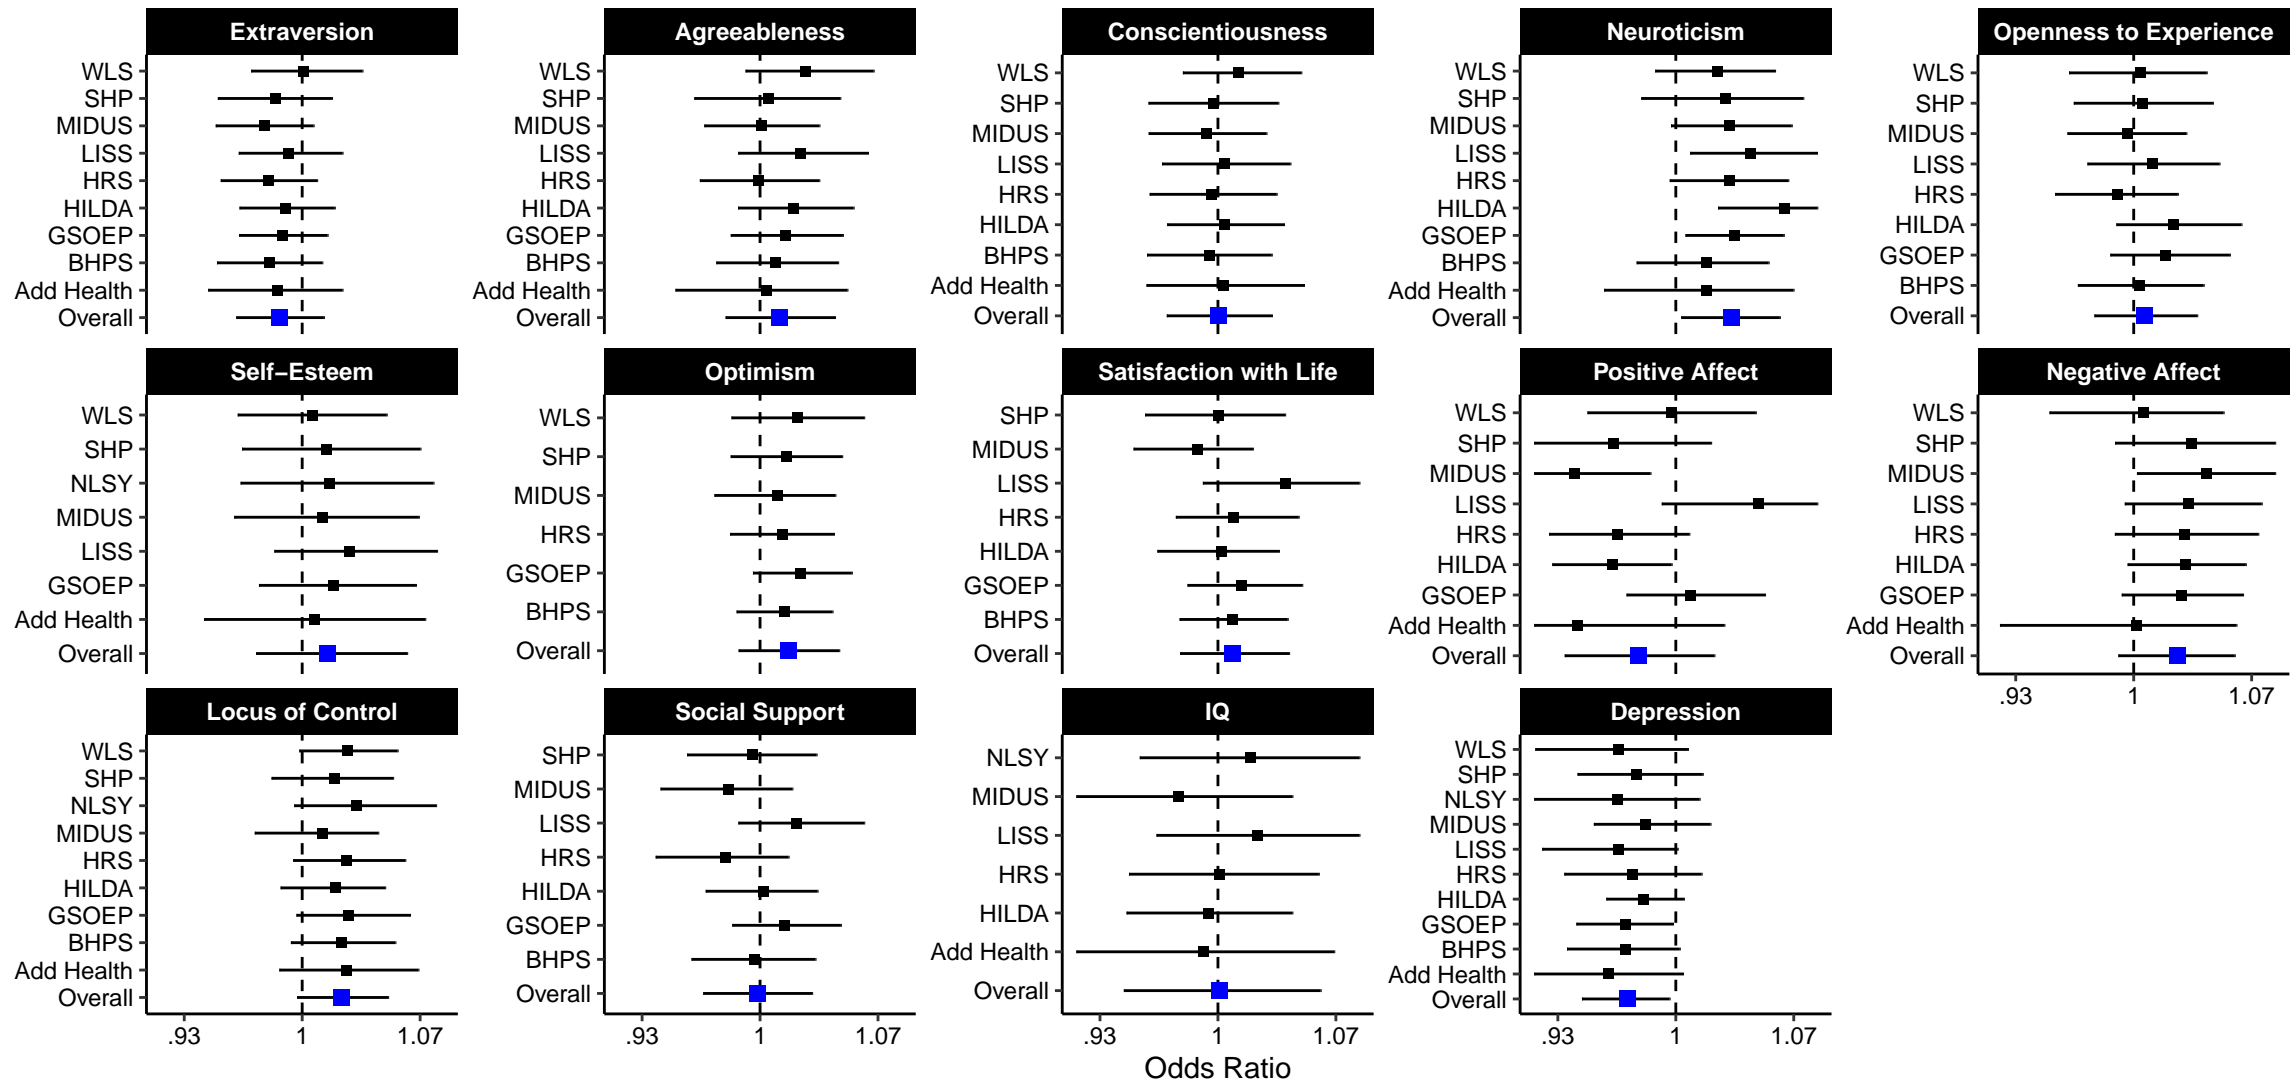 Extraversion
WLS
SHP
MIDUS
LISS
HRS
HILDA
GSOEP
BHPS
Add Health
Overall
Agreeableness
WLS
SHP
MIDUS
LISS
HRS
HILDA
GSOEP
BHPS
Add Health
Overall
Conscientiousness
WLS
SHP
MIDUS
LISS
HRS
HILDA
BHPS
Add Health
Overall
Neuroticism
WLS
SHP
MIDUS
LISS
HRS
HILDA
GSOEP
BHPS
Add Health
Overall
Openness to Experience
WLS
SHP
MIDUS
LISS
HRS
HILDA
GSOEP
BHPS
Overall
Self−Esteem
WLS
SHP
NLSY
MIDUS
LISS
GSOEP
Add Health
Overall
Optimism
WLS
SHP
MIDUS
HRS
GSOEP
BHPS
Overall
Satisfaction with Life
SHP
MIDUS
LISS
HRS
HILDA
GSOEP
BHPS
Overall
Positive Affect
WLS
SHP
MIDUS
LISS
HRS
HILDA
GSOEP
Add Health
Overall
Negative Affect
WLS
SHP
MIDUS
LISS
HRS
HILDA
GSOEP
Add Health
Overall
.93 1 1.07
Locus of Control
WLS
SHP
NLSY
MIDUS
HRS
HILDA
GSOEP
BHPS
Add Health
Overall
.93 1 1.07
Social Support
SHP
MIDUS
LISS
HRS
HILDA
GSOEP
BHPS
Overall
.93 1 1.07
IQ
NLSY
MIDUS
LISS
HRS
HILDA
Add Health
Overall
.93 1 1.07
Depression
WLS
SHP
NLSY
MIDUS
LISS
HRS
HILDA
GSOEP
BHPS
Add Health
Overall
.93 1 1.07
Odds Ratio